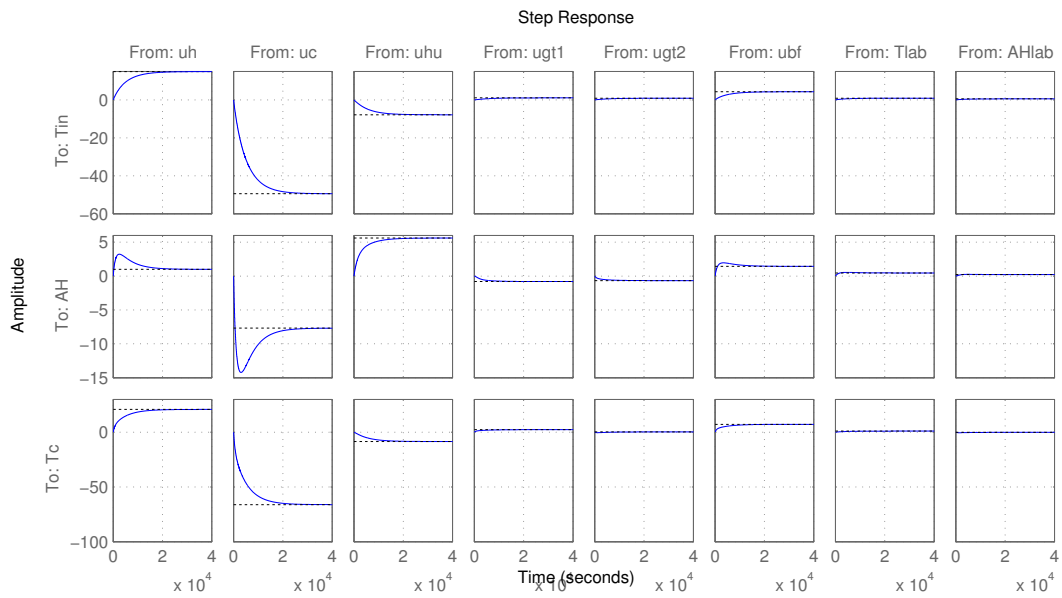 Step Response
From: uh From: uc From: uhu From: ugt1 From: ugt2 From: ubf From: Tlab From: AHlab
To: Tin
0
−20
−40
−60
To: AH
5
0
−5
−10
−15
Amplitude
To: Tc
0
−50
−100
0 2 4 0 2 4 0 2 4 0 2 4 0 2 4 0 2 4 0 2 4 0 2 4
x 10^4 x 10^4 x 10^4 x 10^4 x 10^4 x 10^4 x 10^4 x 10^4
Time (seconds)